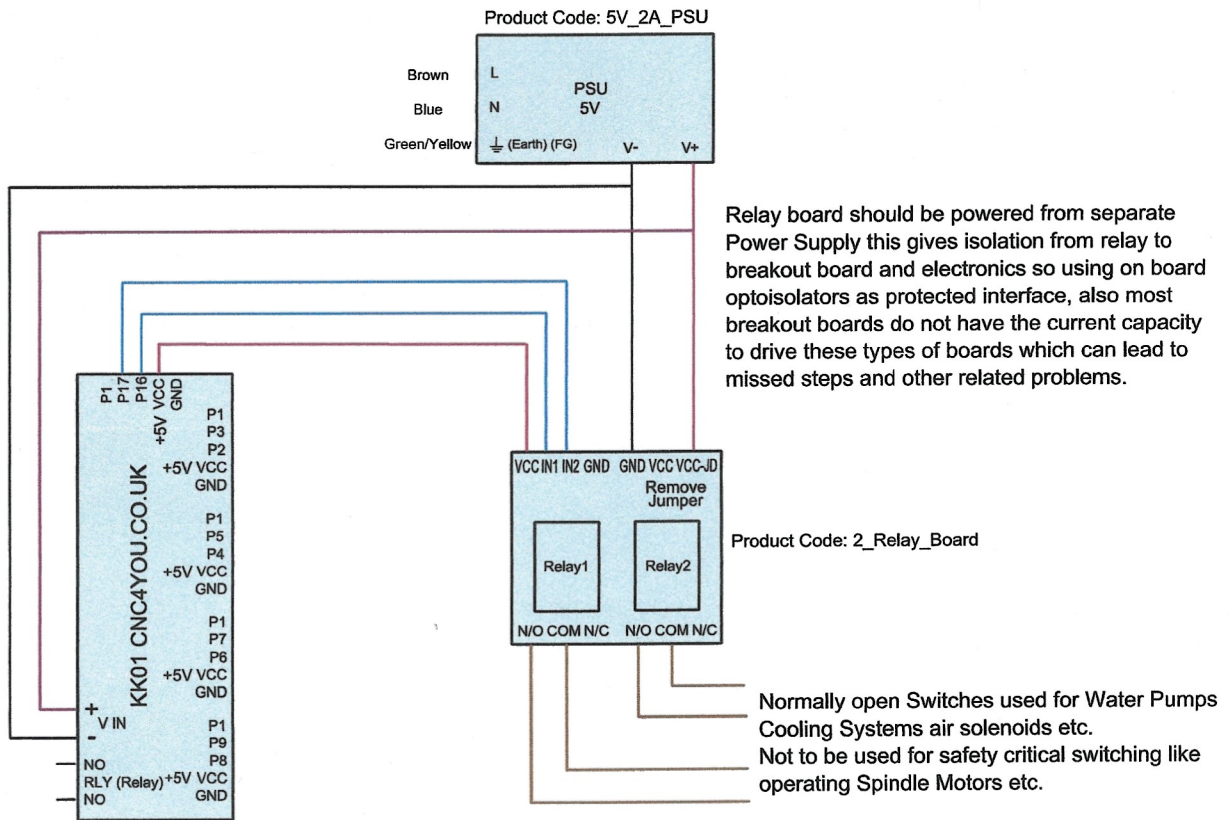 Product Code: 5V_2A_PSU
Brown
L
PSU
5V
Blue
N
Green/Yellow
(Earth) (FG)
V-
V+
Relay board should be powered from separate
Power Supply this gives isolation from relay to
breakout board and electronics so using on board
optoisolators as protected interface, also most
breakout boards do not have the current capacity
to drive these types of boards which can lead to
missed steps and other related problems.
P1
P17
P16
+5V VCC
GND
KK01 CNC4YOU.CO.UK
P1
P3
P2
+5V VCC
GND
P1
P5
P4
+5V VCC
GND
P1
P7
P6
+5V VCC
GND
P1
P9
P8
+5V VCC
GND
+
V IN
-
NO
RLY (Relay)
NO
VCC IN1 IN2 GND GND VCC VCC-JD
Remove
Jumper
Relay1
Relay2
N/O COM N/C N/O COM N/C
Product Code: 2_Relay_Board
Normally open Switches used for Water Pumps
Cooling Systems air solenoids etc.
Not to be used for safety critical switching like
operating Spindle Motors etc.